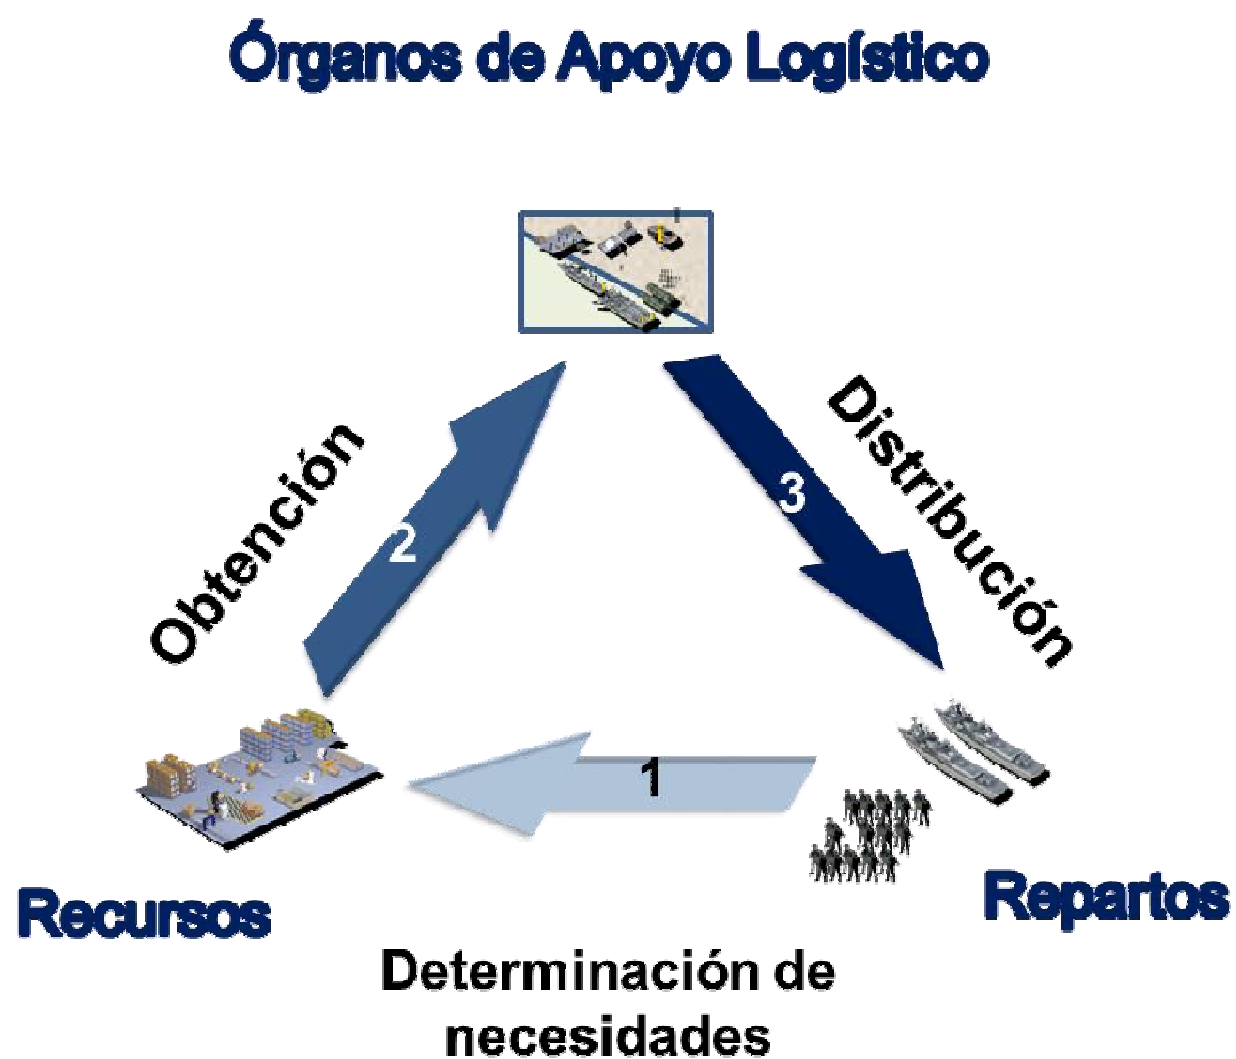 Órganos de Apoyo Logístico
Obtención
2
3
Distribución
1
Recursos
Repartos
Determinación de
necesidades